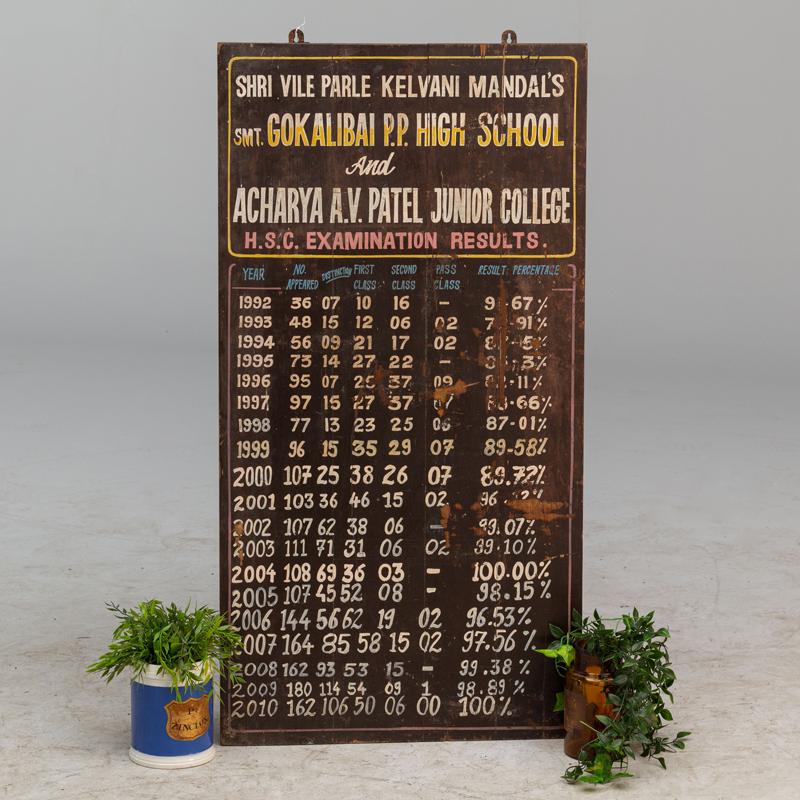 SHRI VILE PARLE KELVANI MANDAL'S
SMT. GOKALIBAI P.P. HIGH SCHOOL
And
ACHARYA A.V. PATEL JUNIOR COLLEGE
H.S.C. EXAMINATION RESULTS.
YEAR NO. APPEARED DISTINCTION FIRST CLASS SECOND CLASS PASS CLASS RESULT: PERCENTAGE
1992 36 07 10 16 -
1993 48 15 12 06 02
1994 56 09 21 17 02
1995 73 14 27 22 -
1996 95 07 37 09
1997 97 15 27 37
1998 77 13 23 25 87-01%
1999 96 15 35 29 07 89-58%
2000 107 25 38 26 07 89.72%
2001 103 36 46 15 02
2002 107 62 38 06 - 99.07%
2003 111 71 31 06 02 99.10%
2004 108 69 36 03 - 100.00%
2005 107 45 52 08 - 98.15%
2006 144 56 62 19 02 96.53%
2007 164 85 58 15 02 97.56%
2008 162 93 53 15 - 99.38%
2009 180 114 54 09 1 98.89%
2010 162 106 50 06 00 100%